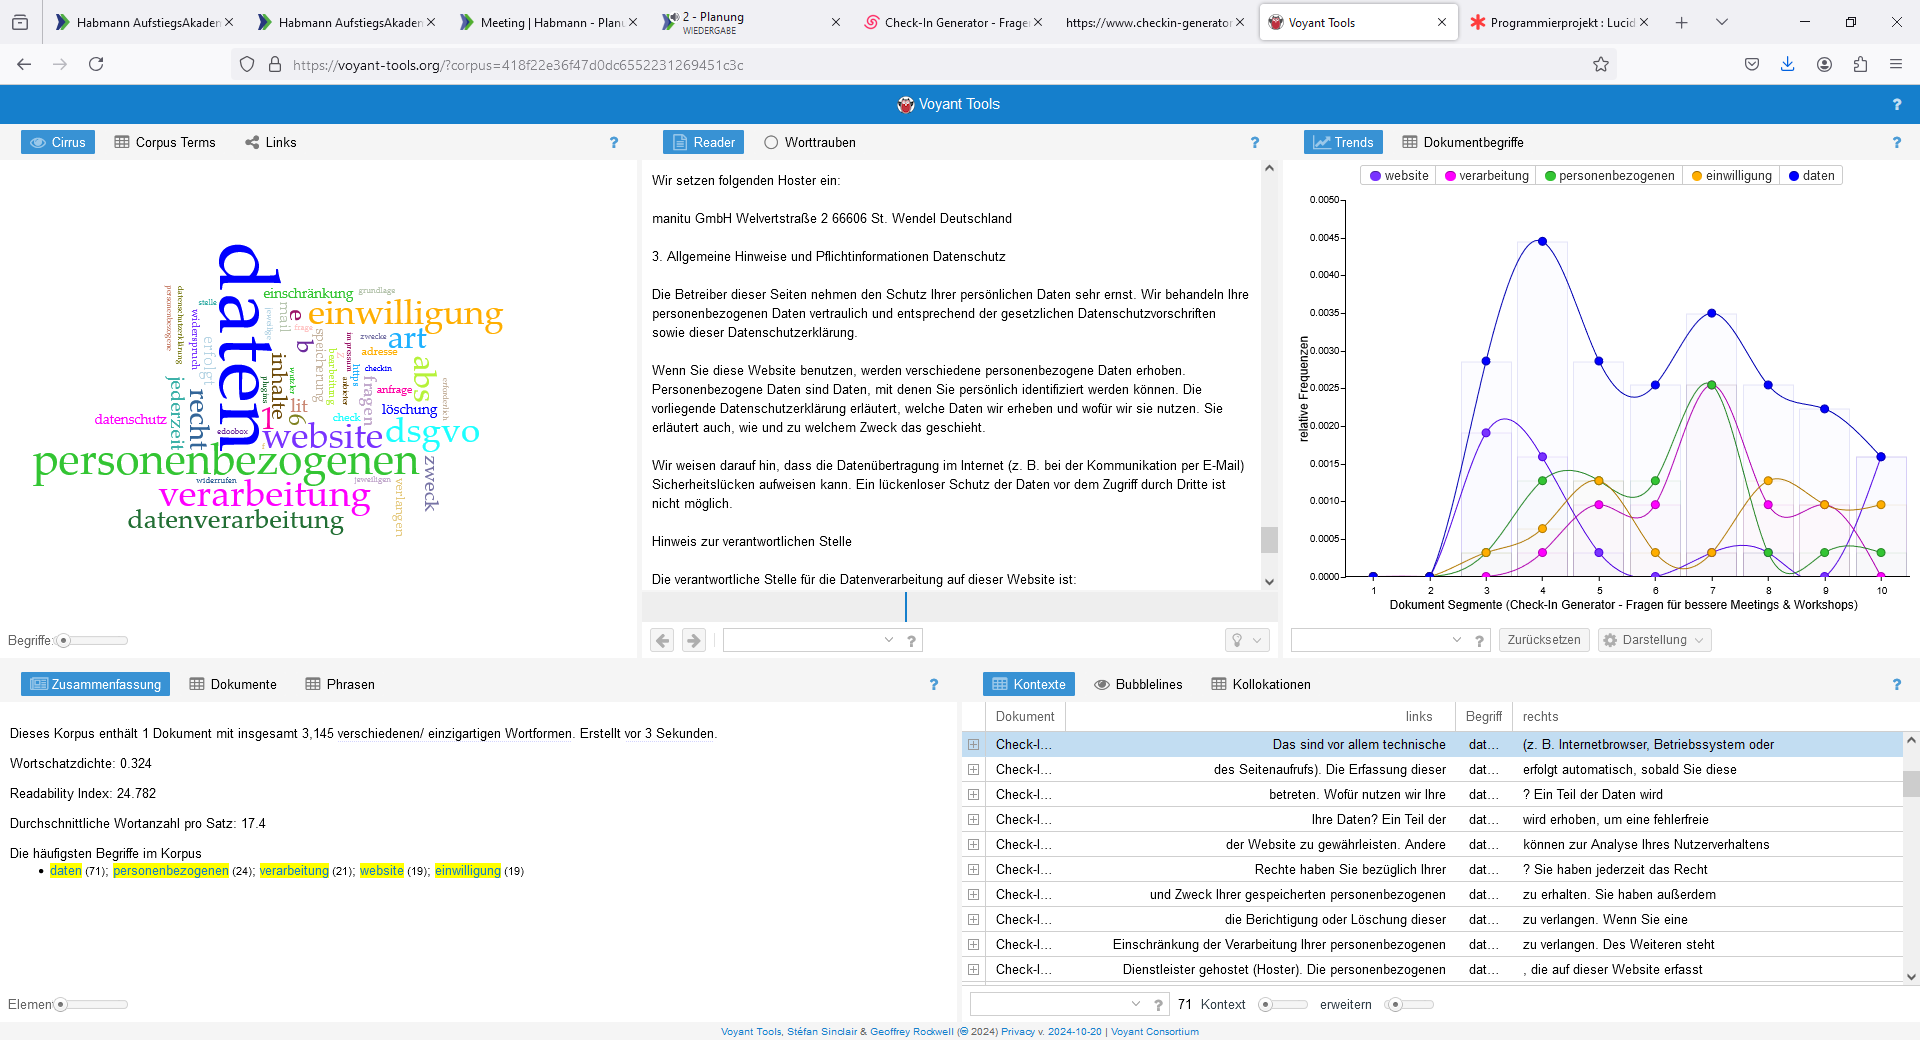 Habmann AufstiegsAkaden
Habmann AufstiegsAkaden
Meeting | Habmann - Planu
2 - Planung
WIEDERGABE
Check-In Generator - Frage
https://www.checkin-generator
Voyant Tools
Programmierprojekt : Lucid
https://voyant-tools.org/?corpus=418f22e36f47d0dc6552231269451c3c
Voyant Tools
?
Cirrus
Corpus Terms
Links
?
daten
personenbezogenen
verarbeitung
datenverarbeitung
einwilligung
website
dsgvo
art
abs
recht
inhalte
einschränkung
grundlage
stelle
mail
e
b
frage
zwecke
adresse
impressum
speicherung
bearbeitung
https
checkin
anbieter
fragen
anfrage
löschung
lit
6
1
check
plugins
edoobox
erforderlich
jederzeit
datenschutz
erfolgt
widerspruch
datenschutzerklärung
personenbezogene
zweck
verlangen
jeweiligen
widerrufen
Begriffe:
Reader
Worttrauben
?
Wir setzen folgenden Hoster ein:
manitu GmbH Welvertstraße 2 66606 St. Wendel Deutschland
3. Allgemeine Hinweise und Pflichtinformationen Datenschutz
Die Betreiber dieser Seiten nehmen den Schutz Ihrer persönlichen Daten sehr ernst. Wir behandeln Ihre
personenbezogenen Daten vertraulich und entsprechend der gesetzlichen Datenschutzvorschriften
sowie dieser Datenschutzerklärung.
Wenn Sie diese Website benutzen, werden verschiedene personenbezogene Daten erhoben.
Personenbezogene Daten sind Daten, mit denen Sie persönlich identifiziert werden können. Die
vorliegende Datenschutzerklärung erläutert, welche Daten wir erheben und wofür wir sie nutzen. Sie
erläutert auch, wie und zu welchem Zweck das geschieht.
Wir weisen darauf hin, dass die Datenübertragung im Internet (z. B. bei der Kommunikation per E-Mail)
Sicherheitslücken aufweisen kann. Ein lückenloser Schutz der Daten vor dem Zugriff durch Dritte ist
nicht möglich.
Hinweis zur verantwortlichen Stelle
Die verantwortliche Stelle für die Datenverarbeitung auf dieser Website ist:
?
Trends
Dokumentbegriffe
?
website verarbeitung personenbezogenen einwilligung daten
relative Frequenzen
0.0050
0.0045
0.0040
0.0035
0.0030
0.0025
0.0020
0.0015
0.0010
0.0005
0.0000
1 2 3 4 5 6 7 8 9 10
Dokument Segmente (Check-In Generator - Fragen für bessere Meetings & Workshops)
?
Zurücksetzen
Darstellung
Zusammenfassung
Dokumente
Phrasen
?
Dieses Korpus enthält 1 Dokument mit insgesamt 3,145 verschiedenen/ einzigartigen Wortformen. Erstellt vor 3 Sekunden.
Wortschatzdichte: 0.324
Readability Index: 24.782
Durchschnittliche Wortanzahl pro Satz: 17.4
Die häufigsten Begriffe im Korpus
• daten (71); personenbezogenen (24); verarbeitung (21); website (19); einwilligung (19)
Elemen
Kontexte
Bubblelines
Kollokationen
?
Dokument links Begriff rechts
Check-I... Das sind vor allem technische dat... (z. B. Internetbrowser, Betriebssystem oder
Check-I... des Seitenaufrufs). Die Erfassung dieser dat... erfolgt automatisch, sobald Sie diese
Check-I... betreten. Wofür nutzen wir Ihre dat... ? Ein Teil der Daten wird
Check-I... Ihre Daten? Ein Teil der dat... wird erhoben, um eine fehlerfreie
Check-I... der Website zu gewährleisten. Andere dat... können zur Analyse Ihres Nutzerverhaltens
Check-I... Rechte haben Sie bezüglich Ihrer dat... ? Sie haben jederzeit das Recht
Check-I... und Zweck Ihrer gespeicherten personenbezogenen dat... zu erhalten. Sie haben außerdem
Check-I... die Berichtigung oder Löschung dieser dat... zu verlangen. Wenn Sie eine
Check-I... Einschränkung der Verarbeitung Ihrer personenbezogenen dat... zu verlangen. Des Weiteren steht
Check-I... Dienstleister gehostet (Hoster). Die personenbezogenen dat... , die auf dieser Website erfasst
? 71 Kontext erweitern
Voyant Tools, Stéfan Sinclair & Geoffrey Rockwell (© 2024) Privacy v. 2024-10-20 | Voyant Consortium